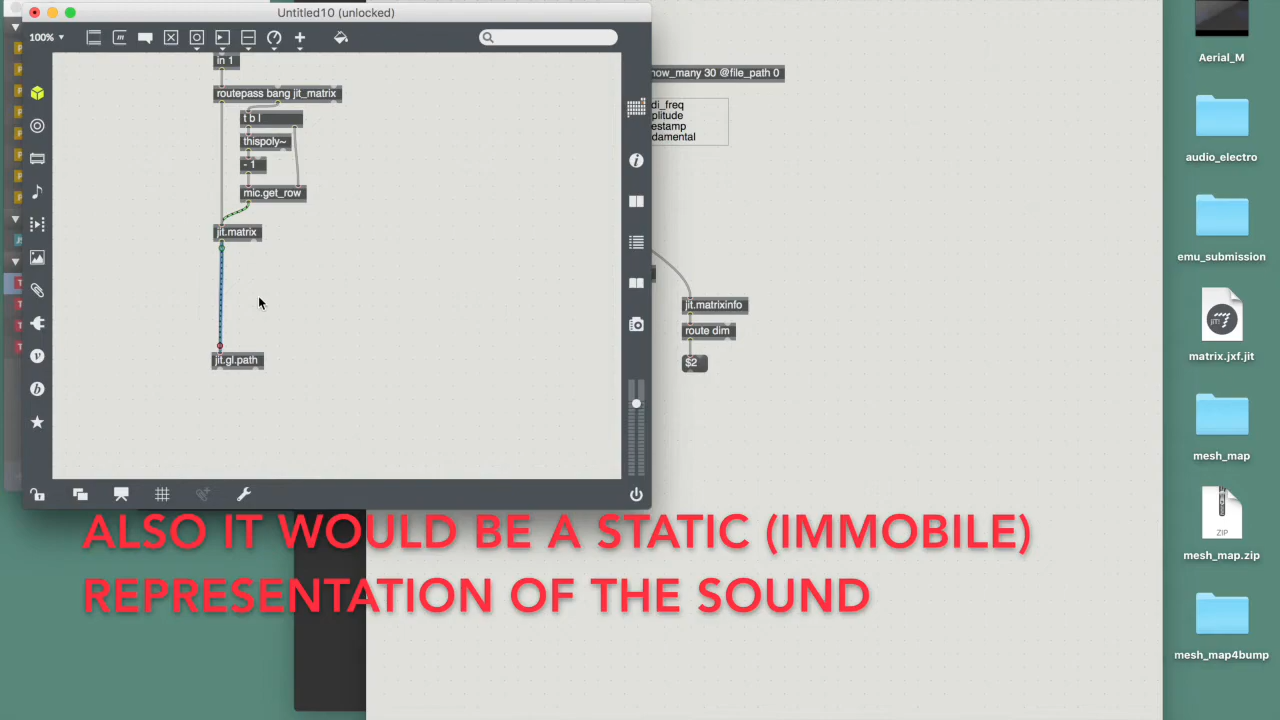 Untitled10 (unlocked)
100%
in 1
routepass bang jit_matrix
t b l
thispoly~
- 1
mic.get_row
jit.matrix
jit.gl.path
now_many 30 @file_path 0
di_freq
plitude
estamp
damental
jit.matrixinfo
route dim
$2
Aerial_M
audio_electro
emu_submission
JIT!
matrix.jxf.jit
mesh_map
ZIP
mesh_map.zip
mesh_map4bump
ALSO IT WOULD BE A STATIC (IMMOBILE)
REPRESENTATION OF THE SOUND